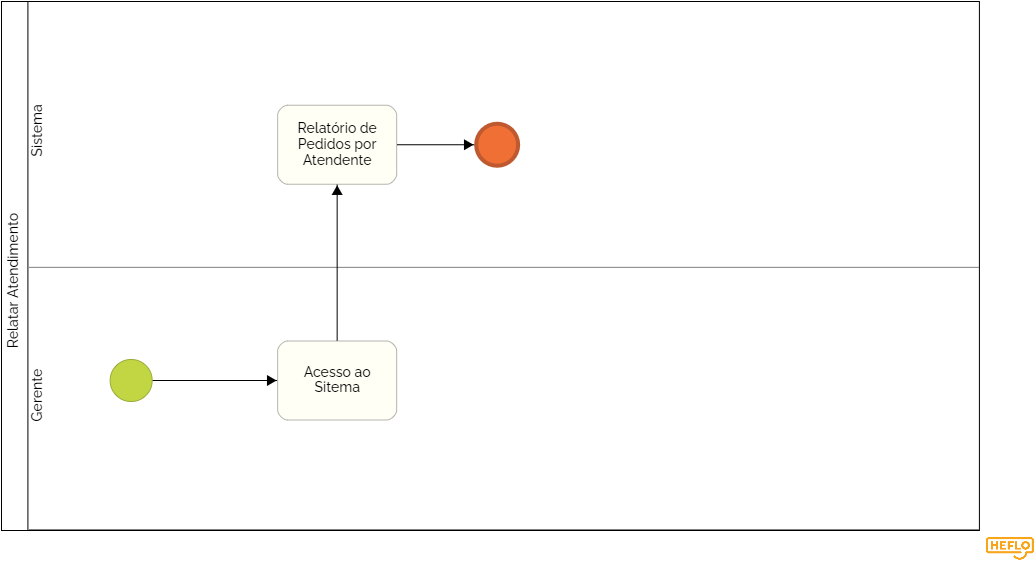 Relatar Atendimento
Sistema
Relatório de
Pedidos por
Atendente
Gerente
Acesso ao
Sitema
HEFLO